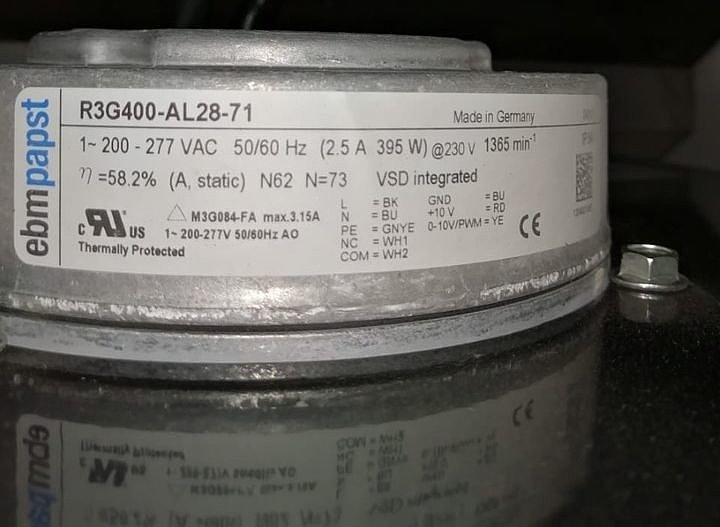 ebmpapst
R3G400-AL28-71
Made in Germany
1~ 200 - 277 VAC 50/60 Hz (2.5 A 395 W) @230 V 1365 min⁻¹
η =58.2% (A, static) N62 N=73 VSD integrated
c RU US
△ M3G084-FA max.3.15A
1~ 200-277V 50/60Hz AO
Thermally Protected
L = BK
N = BU
PE = GNYE
NC = WH1
COM = WH2
GND = BU
+10 V = RD
0-10V/PWM = YE
CE